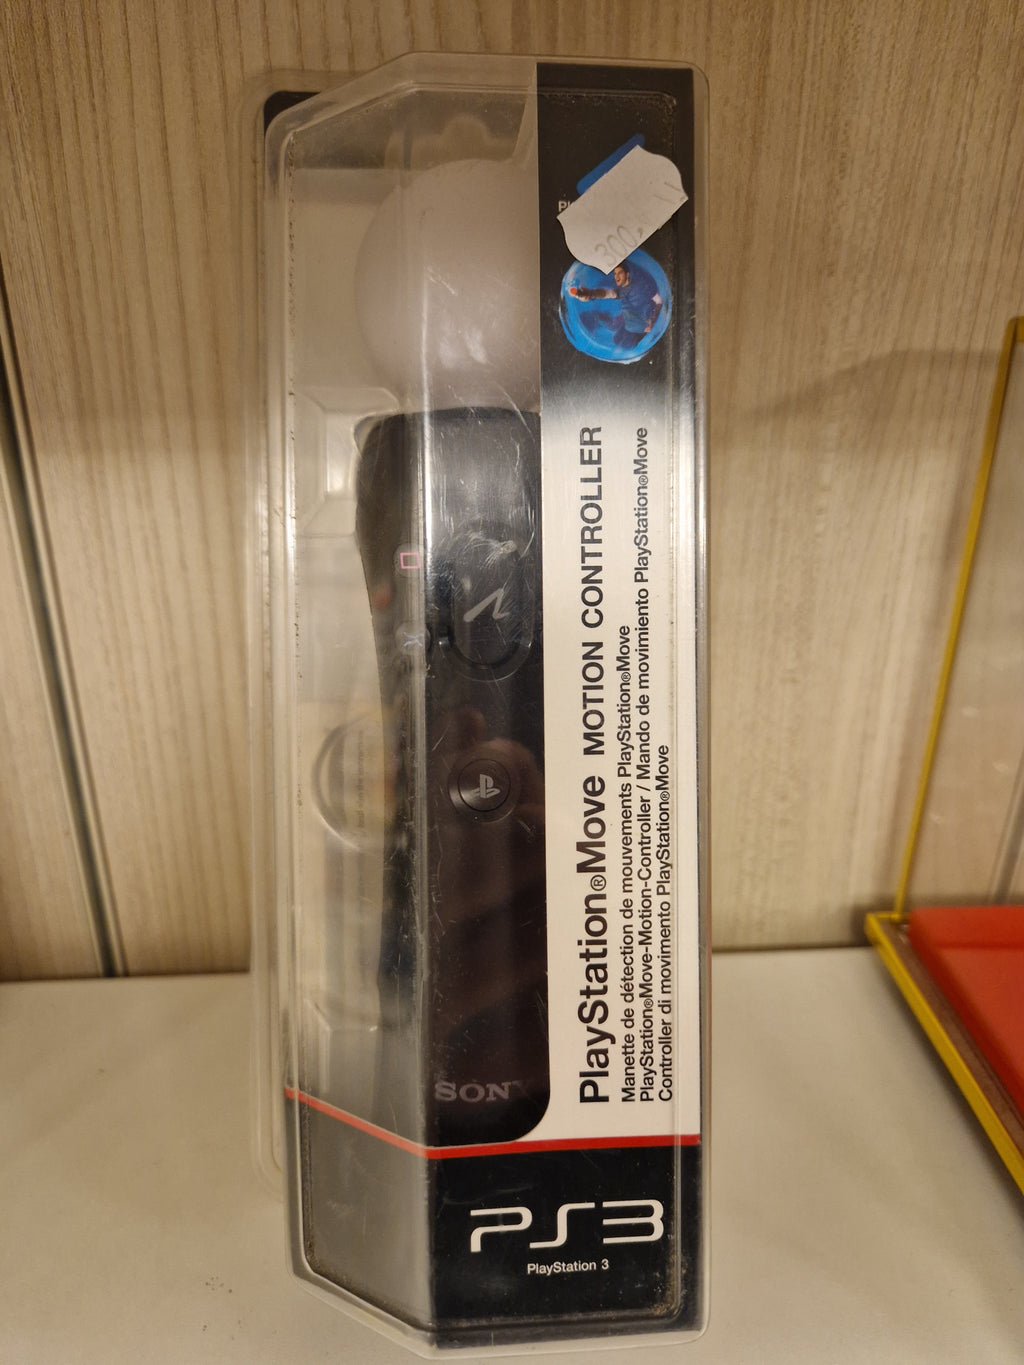 300,
PlayStation®Move MOTION CONTROLLER
Manette de détection de mouvements PlayStation®Move
PlayStation®Move-Motion-Controller / Mando de movimiento PlayStation®Move
Controller di movimento PlayStation®Move
SONY
PS3
PlayStation 3